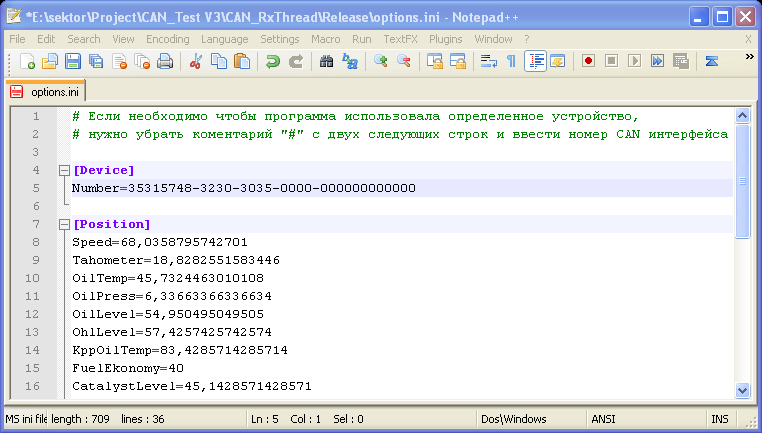 *E:\sektor\Project\CAN_Test V3\CAN_RxThread\Release\options.ini - Notepad++
File Edit Search View Encoding Language Settings Macro Run TextFX Plugins Window ? X
options.ini
1 # Если необходимо чтобы программа использовала определенное устройство,
2 # нужно убрать коментарий "#" с двух следующих строк и ввести номер CAN интерфейса
3
4 [Device]
5 Number=35315748-3230-3035-0000-000000000000
6
7 [Position]
8 Speed=68,0358795742701
9 Tahometer=18,8282551583446
10 OilTemp=45,7324463010108
11 OilPress=6,33663366336634
12 OilLevel=54,950495049505
13 OhlLevel=57,4257425742574
14 KppOilTemp=83,4285714285714
15 FuelEkonomy=40
16 CatalystLevel=45,1428571428571
MS ini file length : 709 lines : 36 Ln : 5 Col : 1 Sel : 0 Dos\Windows ANSI INS